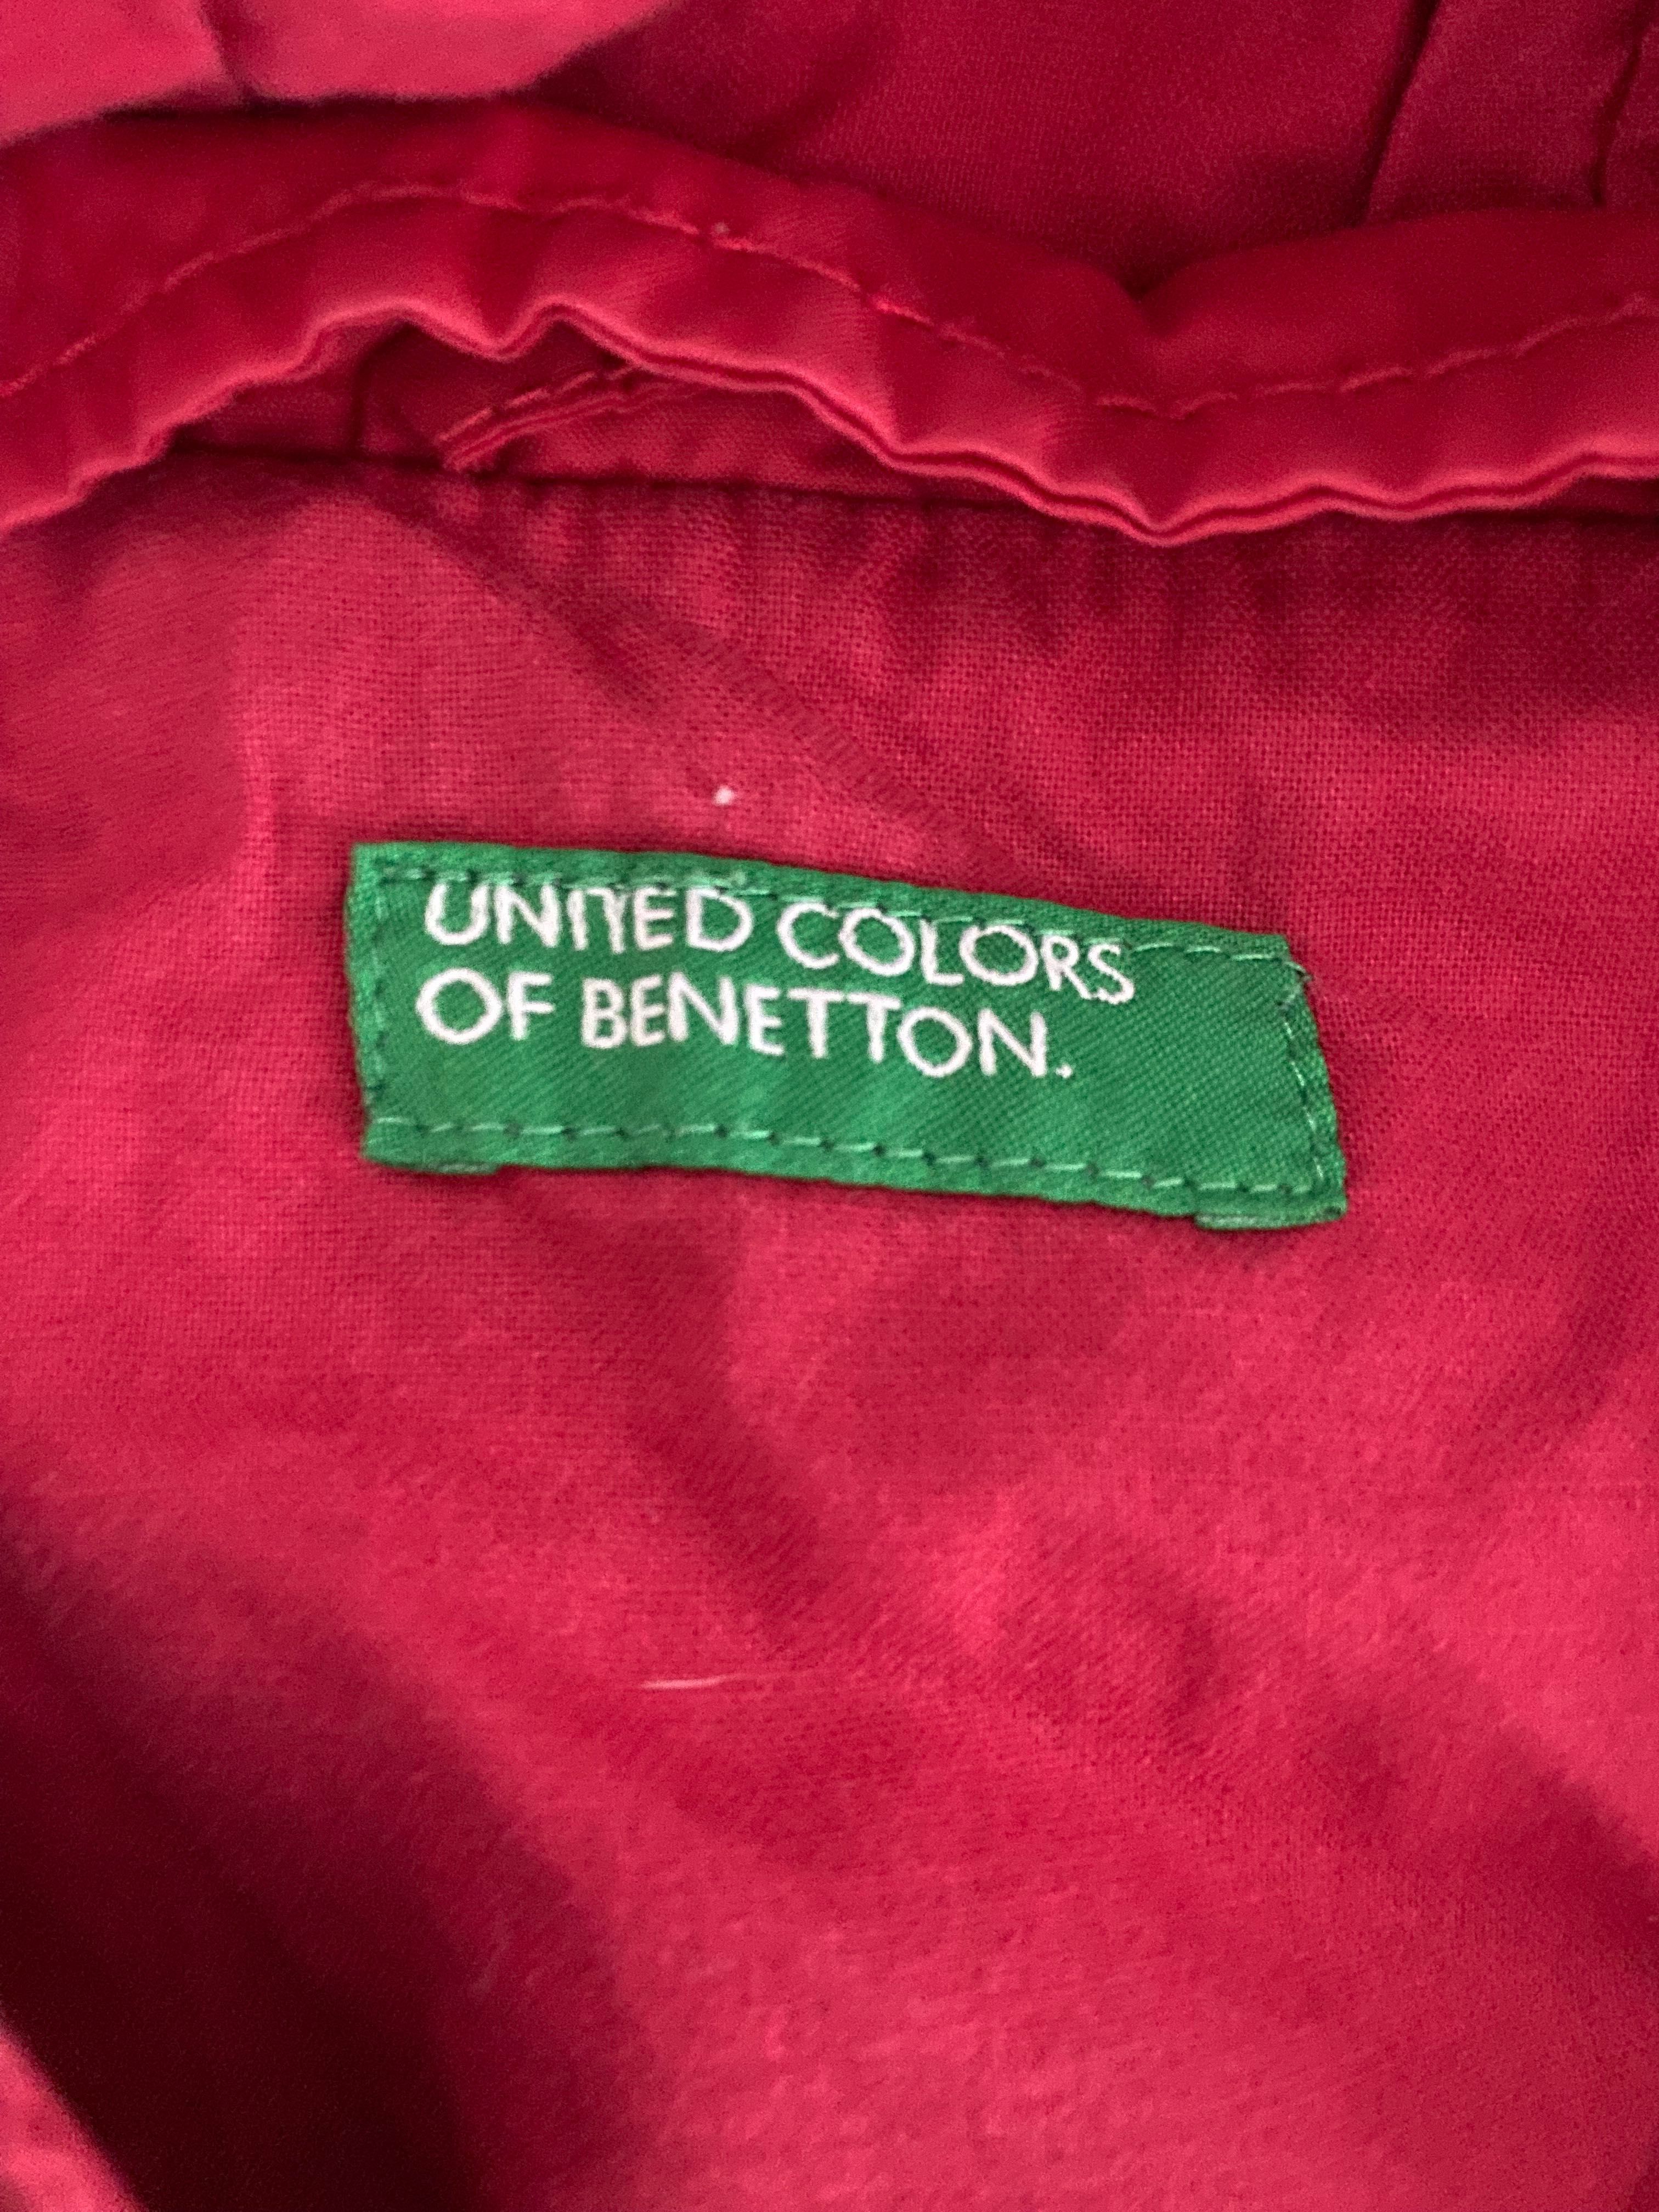 UNITED COLORS
OF BENETTON.